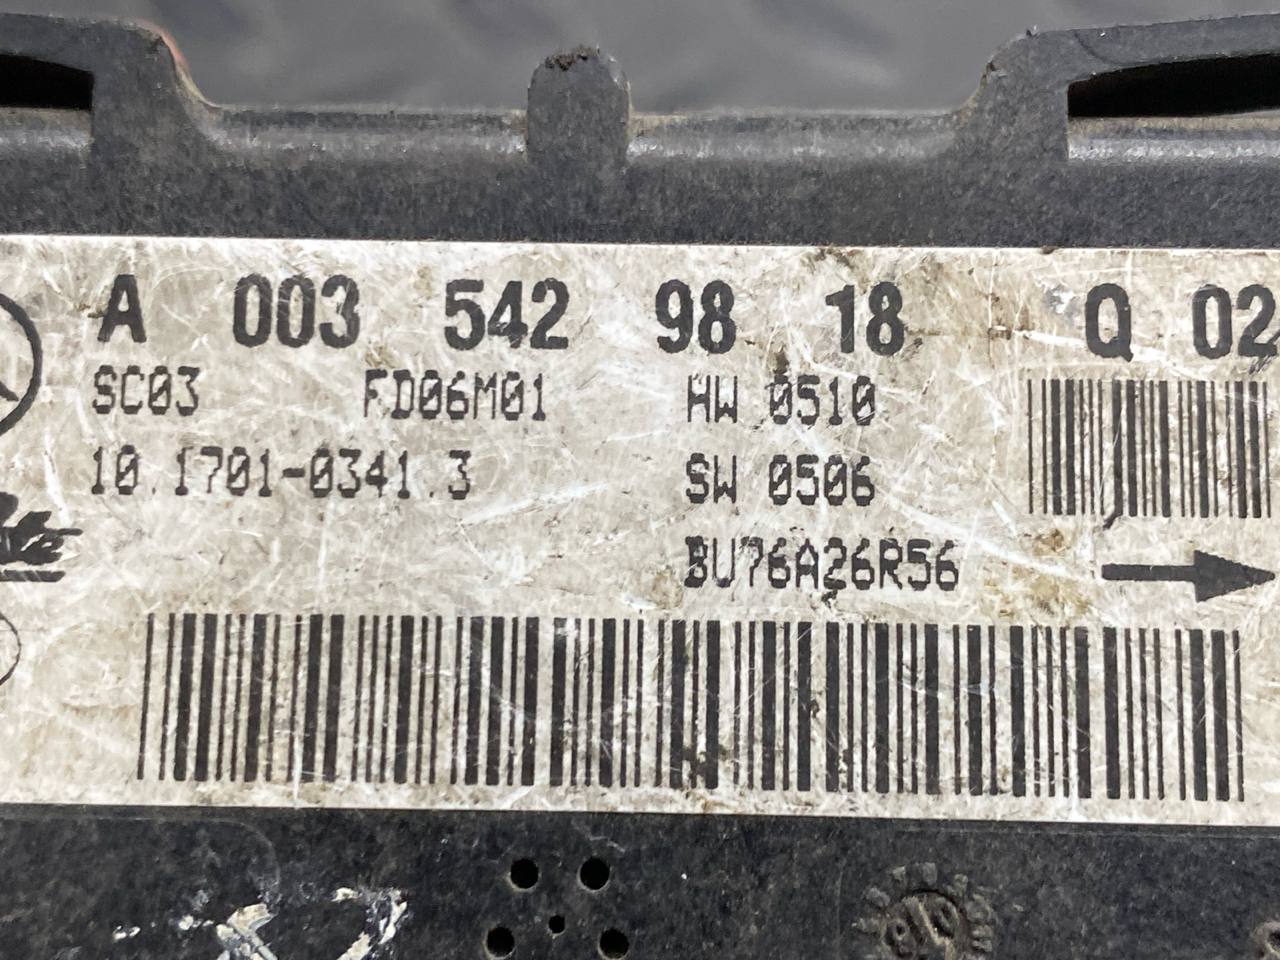 A 003 542 98 18 Q 02
SC03 FD06M01 HW 0510
10.1701-0341.3 SW 0506
BU76A26R56